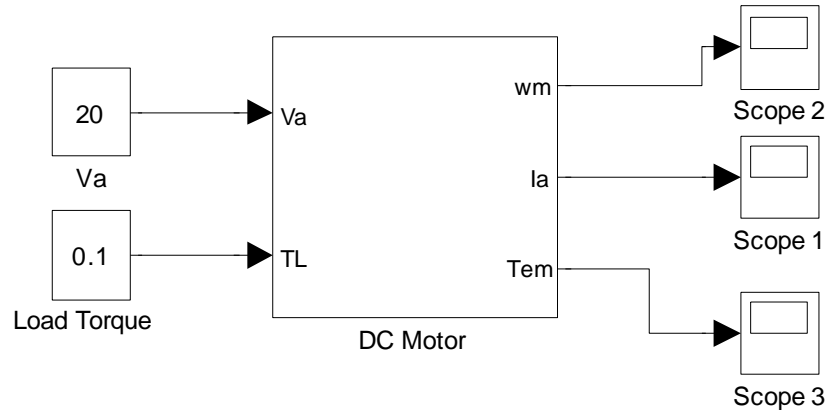 20
Va
0.1
Load Torque
Va
TL
wm
Ia
Tem
DC Motor
Scope 2
Scope 1
Scope 3